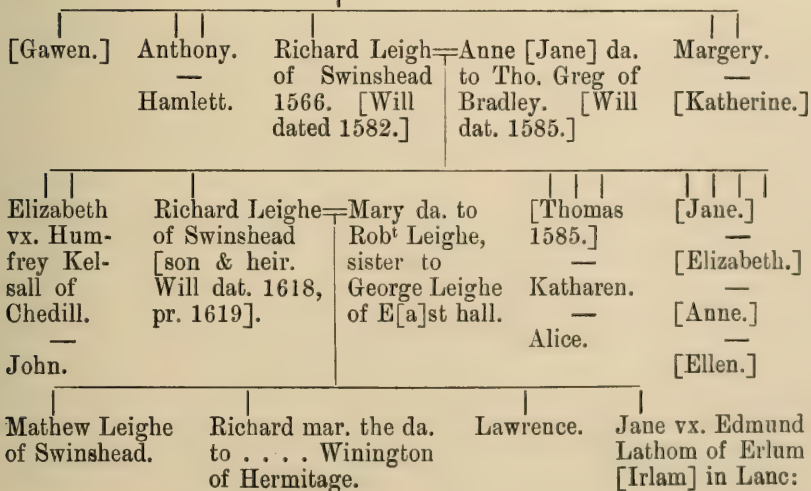 [Gawen.]
Anthony.
—
Hamlett.
Richard Leigh
of Swinshead
1566. [Will
dated 1582.]
Anne [Jane] da.
to Tho. Greg of
Bradley. [Will
dat. 1585.]
Margery.
—
[Katherine.]
Elizabeth
vx. Hum-
frey Kel-
sall of
Chedill.
—
John.
Richard Leighe
of Swinshead
[son & heir.
Will dat. 1618,
pr. 1619].
Mary da. to
Robᵗ Leighe,
sister to
George Leighe
of E[a]st hall.
[Thomas
1585.]
—
Katharen.
—
Alice.
[Jane.]
—
[Elizabeth.]
—
[Anne.]
—
[Ellen.]
Mathew Leighe
of Swinshead.
Richard mar. the da.
to . . . . Winington
of Hermitage.
Lawrence.
Jane vx. Edmund
Lathom of Erlum
[Irlam] in Lanc: